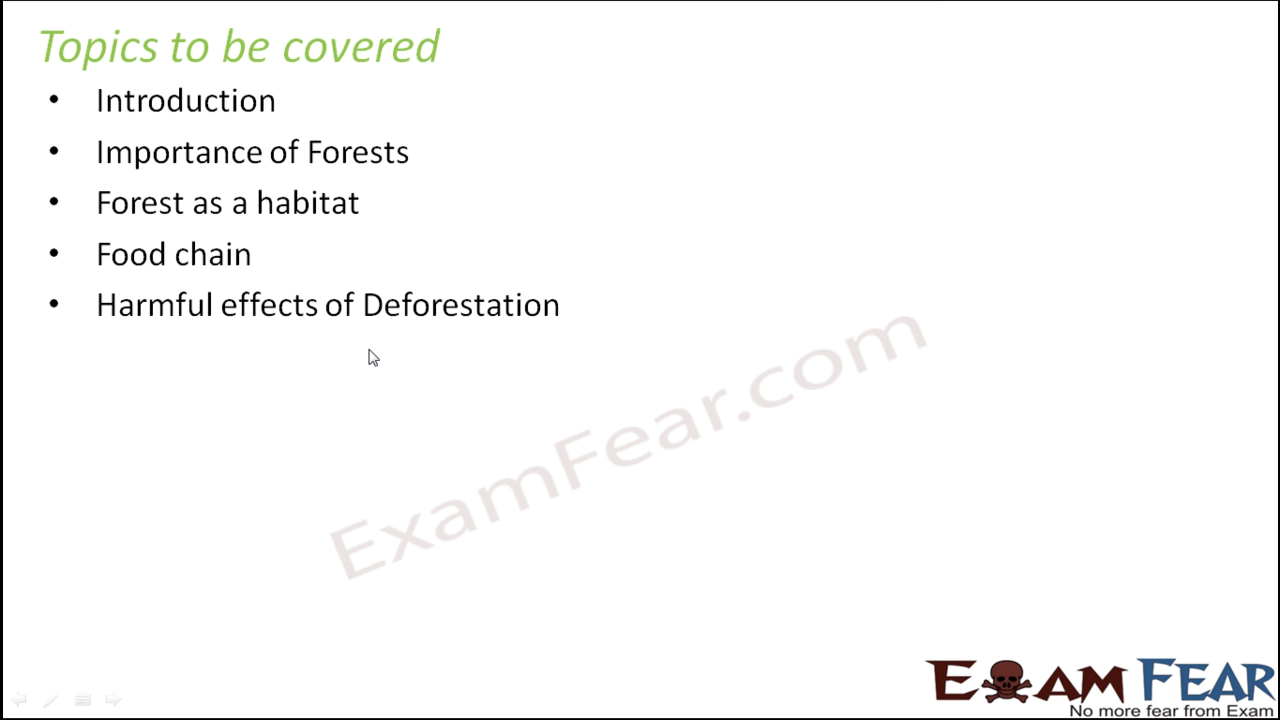 Topics to be covered
• Introduction
• Importance of Forests
• Forest as a habitat
• Food chain
• Harmful effects of Deforestation
ExamFear.com
EXAM FEAR
No more fear from Exam